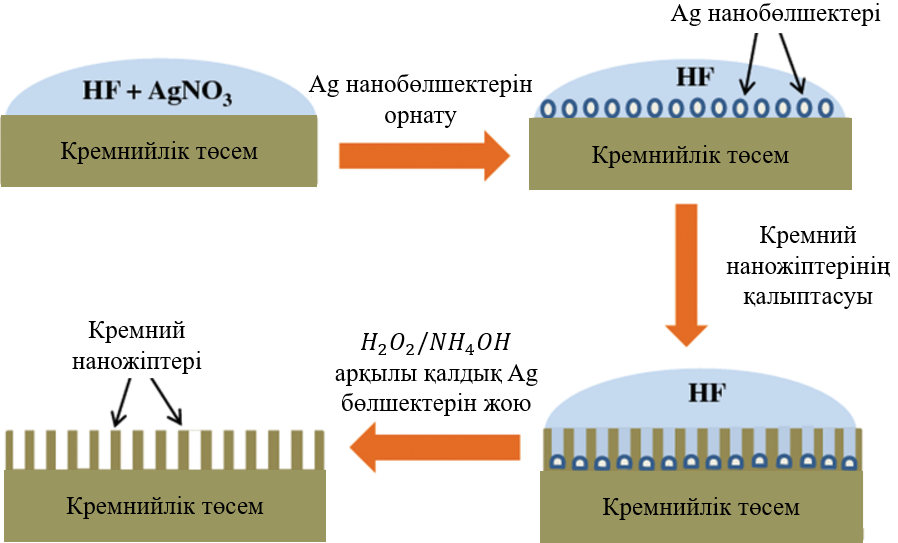 HF + AgNO₃
Кремнийлік төсем
Ag нанобөлшектерін
орнату
Ag нанобөлшектері
HF
Кремнийлік төсем
Кремний
наножіптерінің
қалыптасуы
HF
Кремнийлік төсем
H₂O₂/NH₄OH
арқылы қалдық Ag
бөлшектерін жою
Кремний
наножіптері
Кремнийлік төсем